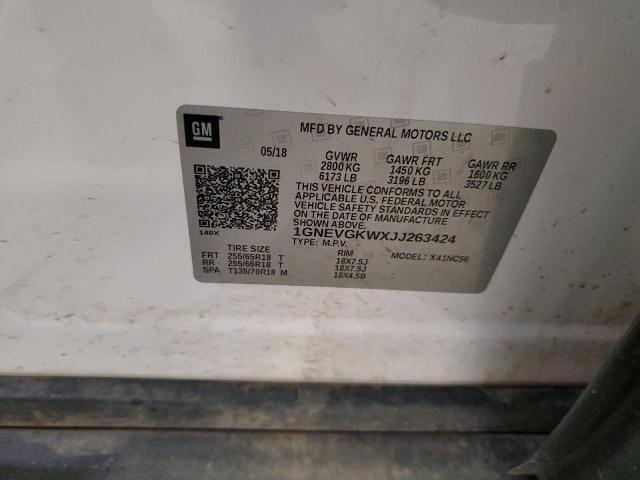 GM
MFD BY GENERAL MOTORS LLC
05/18 GVWR GAWR FRT GAWR RR
2800 KG 1450 KG 1600 KG
6173 LB 3196 LB 3527 LB
THIS VEHICLE CONFORMS TO ALL
APPLICABLE U.S. FEDERAL MOTOR
VEHICLE SAFETY STANDARDS IN EFFECT
ON THE DATE OF MANUFACTURE
SHOWN ABOVE.
140X 1GNEVGKWXJJ263424
TYPE: M.P.V. MODEL: X41NC56
TIRE SIZE RIM
FRT 255/65R18 T 18X7.5J
RR 255/65R18 T 18X7.5J
SPA T135/70R18 M 18X4.5B